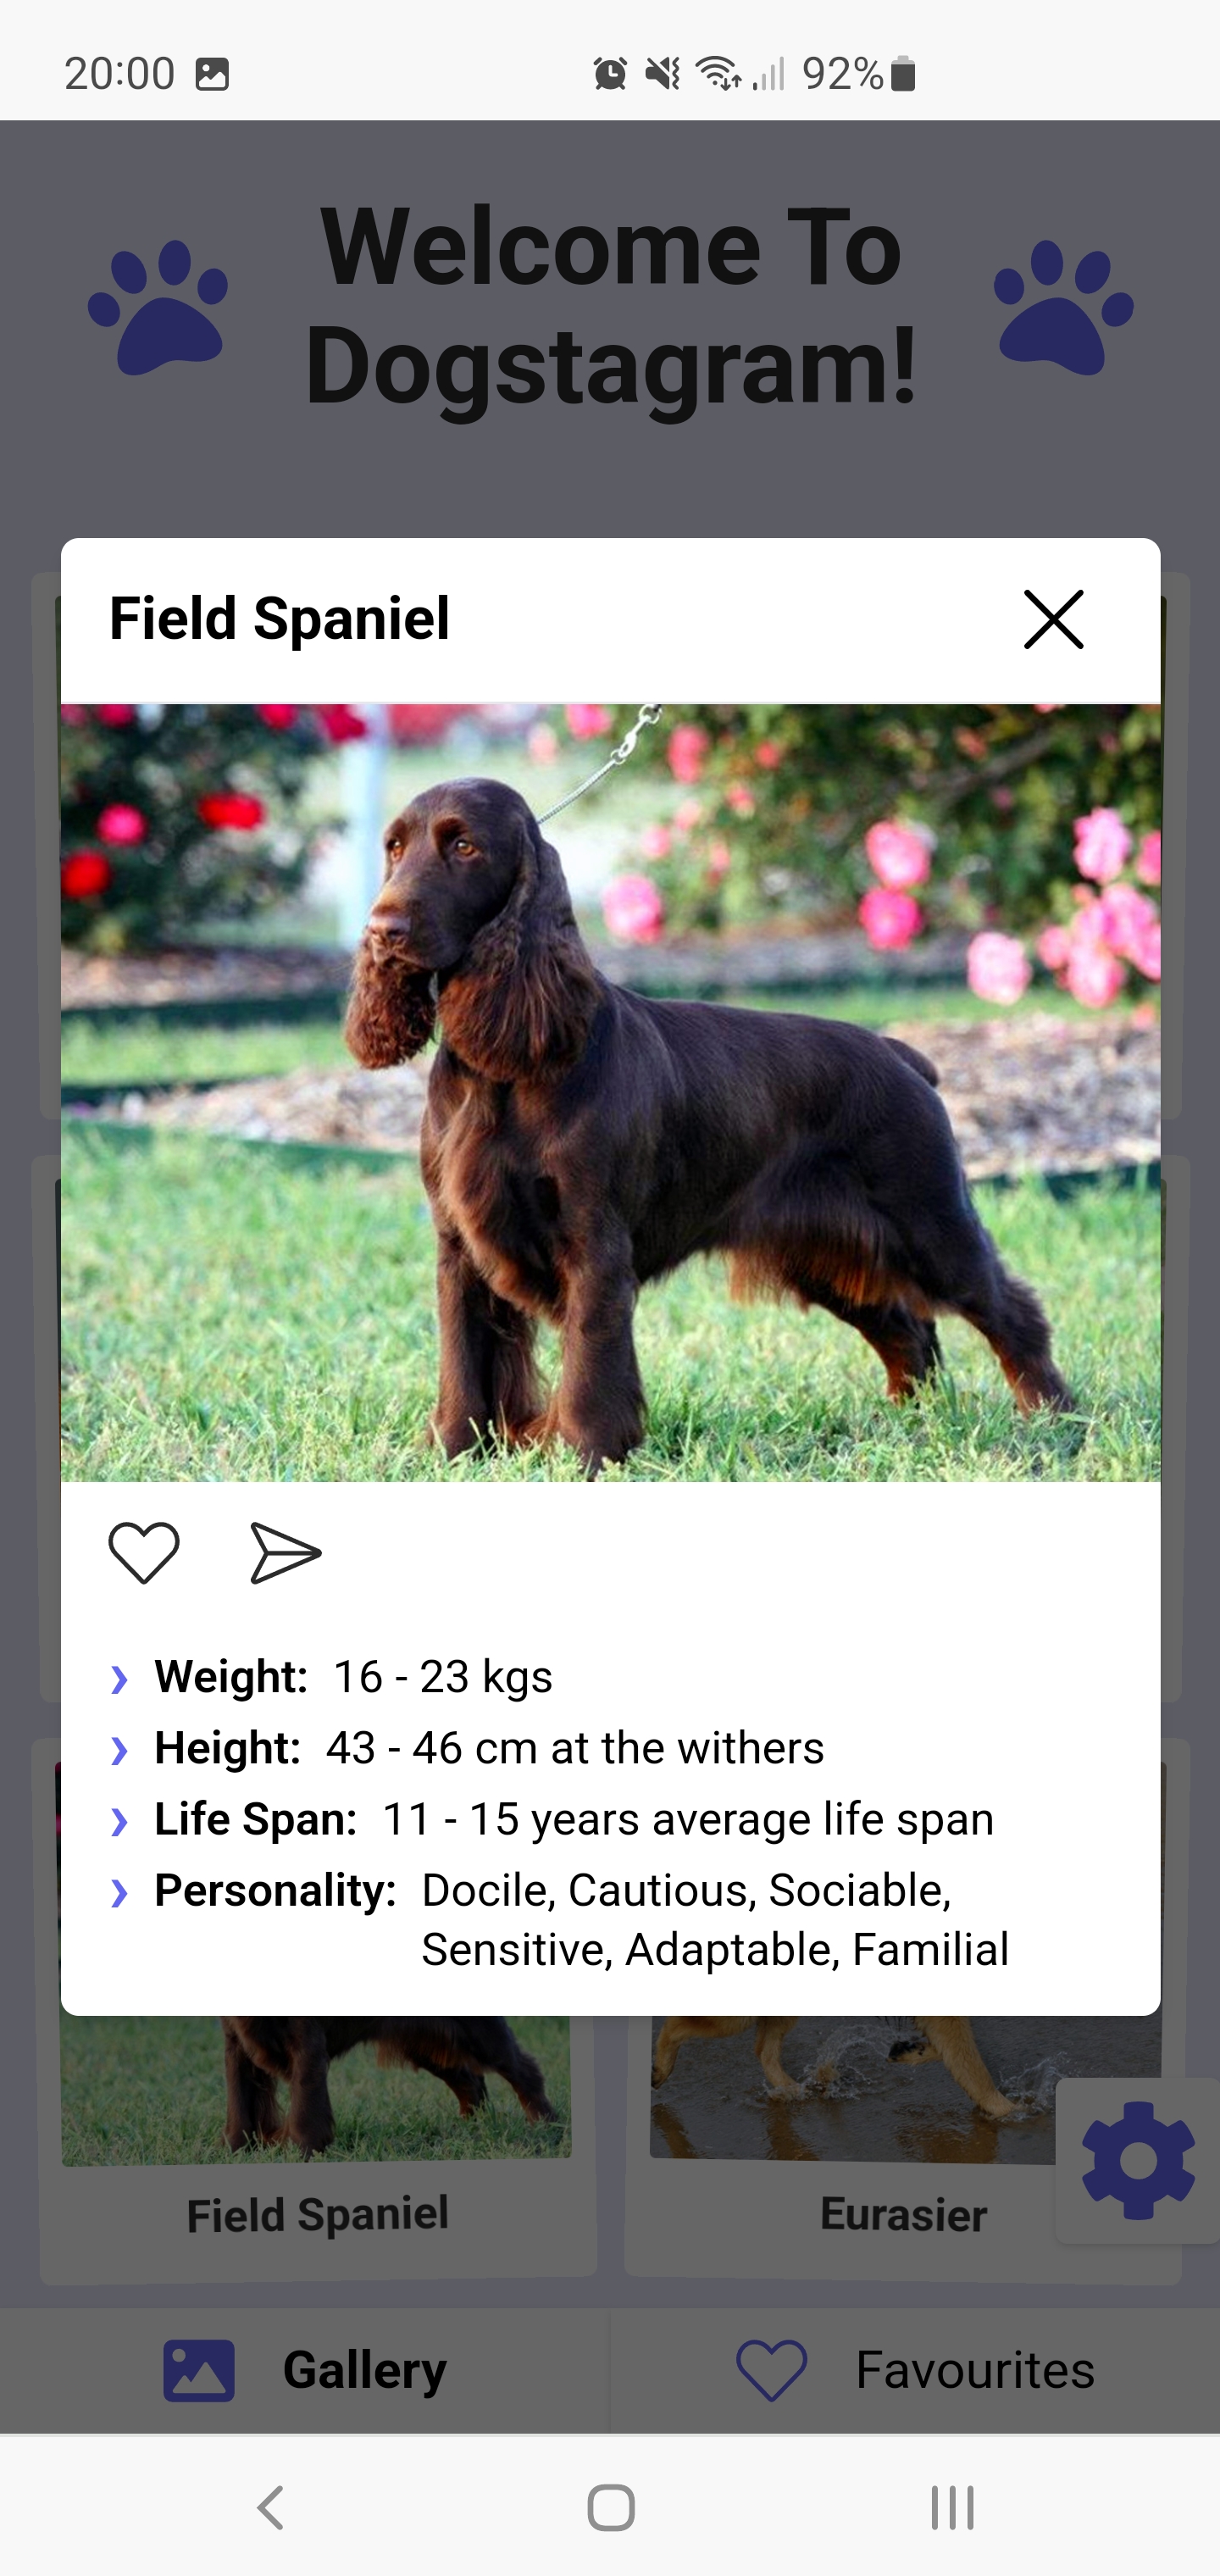 20:00
92%
Welcome To
Dogstagram!
Field Spaniel
Weight: 16 - 23 kgs
Height: 43 - 46 cm at the withers
Life Span: 11 - 15 years average life span
Personality: Docile, Cautious, Sociable,
Sensitive, Adaptable, Familial
Field Spaniel
Eurasier
Gallery
Favourites